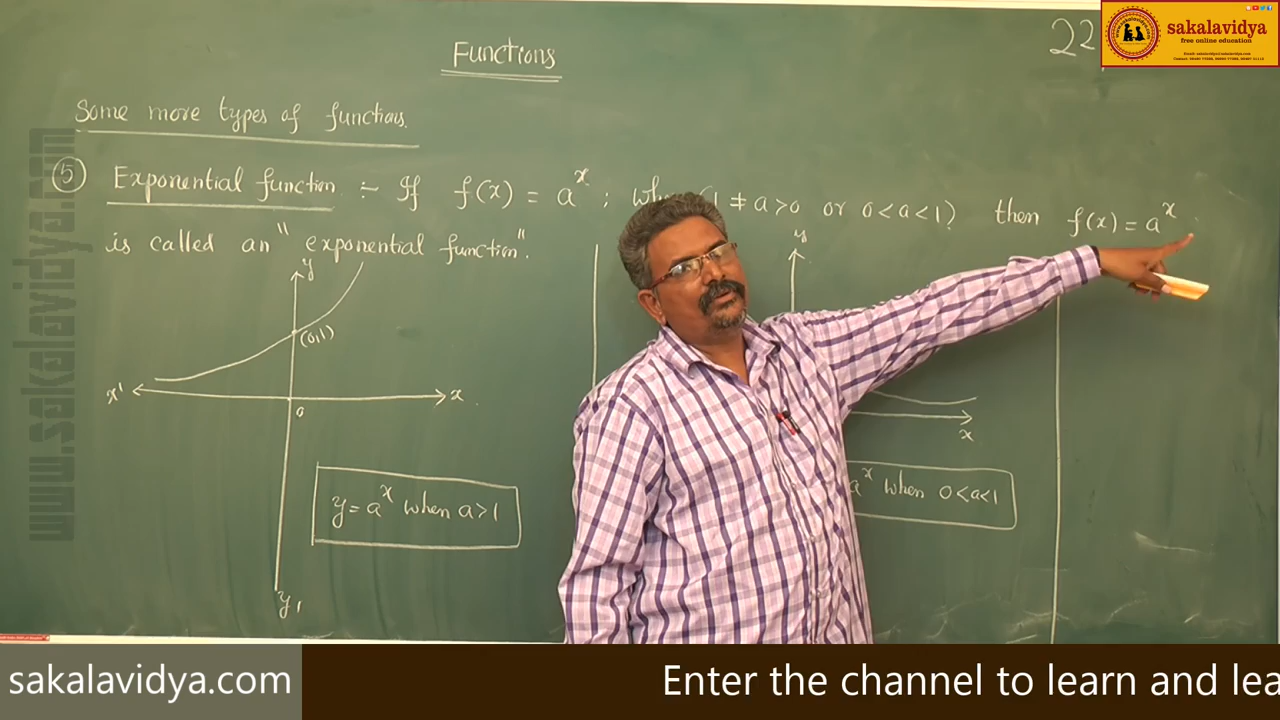 Functions
22
sakalavidya
free online education
Some more types of functions.
⑤ Exponential function :- If f(x) = a^x ; (1 ≠ a>0 or 0<a<1) then f(x) = a^x
is called an "exponential function".
y
y
(0,1)
x' x
0
x
y = a^x when a>1
a^x when 0<a<1
y'
www.sakalavidya.com
sakalavidya.com
Enter the channel to learn and lea